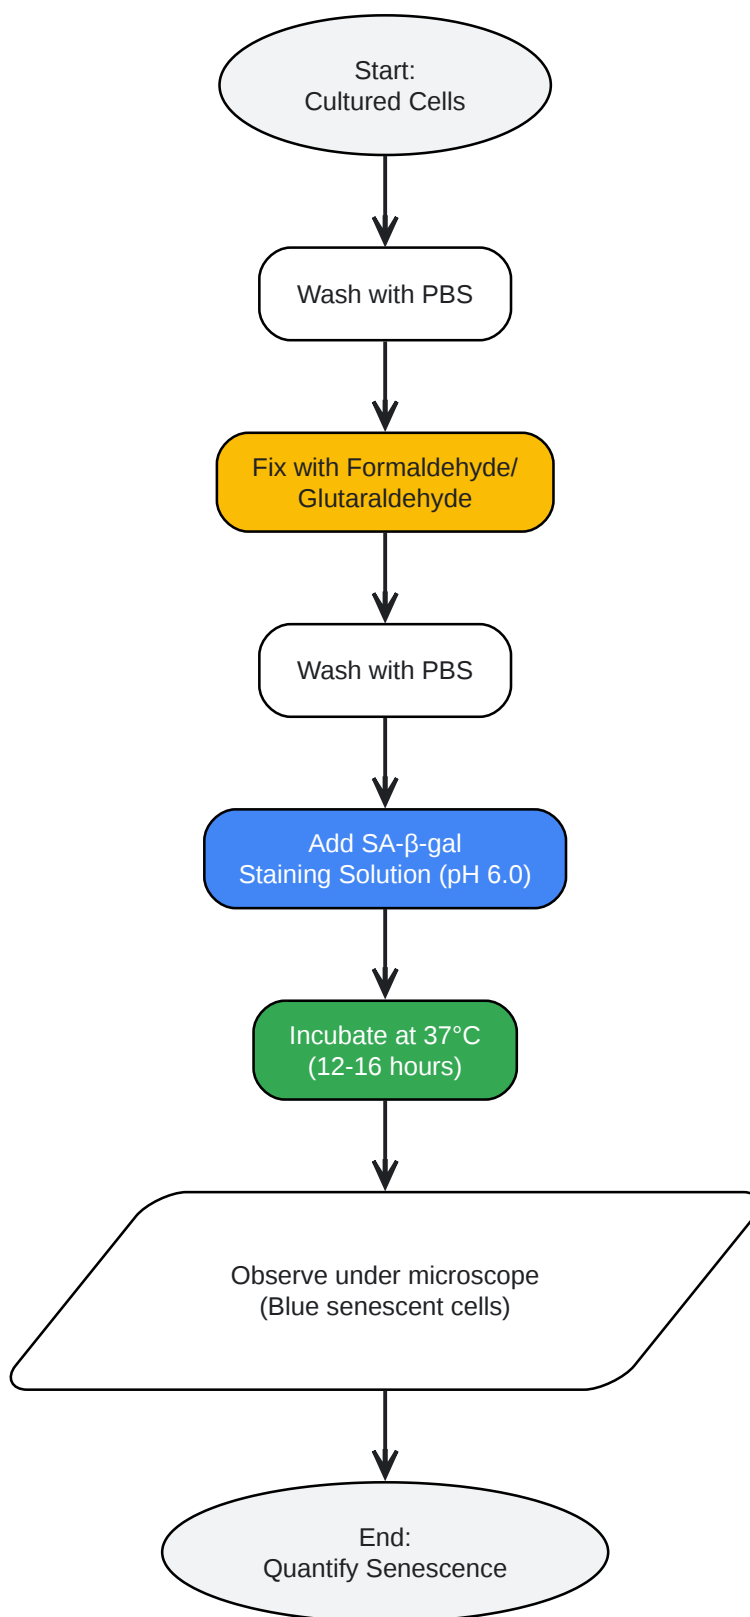 Start:
Cultured Cells
Wash with PBS
Fix with Formaldehyde/
Glutaraldehyde
Wash with PBS
Add SA-β-gal
Staining Solution (pH 6.0)
Incubate at 37°C
(12-16 hours)
Observe under microscope
(Blue senescent cells)
End:
Quantify Senescence